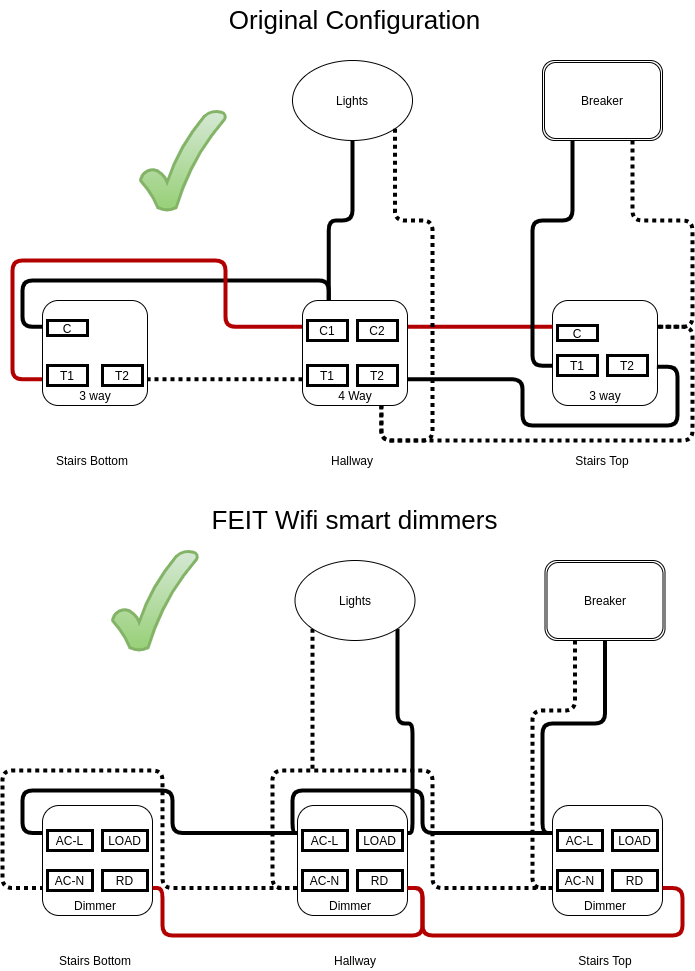 Original Configuration
Lights
Breaker
C
C1 C2
C
T1 T2
T1 T2
T1 T2
3 way
4 Way
3 way
Stairs Bottom
Hallway
Stairs Top
FEIT Wifi smart dimmers
Lights
Breaker
AC-L LOAD
AC-L LOAD
AC-L LOAD
AC-N RD
AC-N RD
AC-N RD
Dimmer
Dimmer
Dimmer
Stairs Bottom
Hallway
Stairs Top